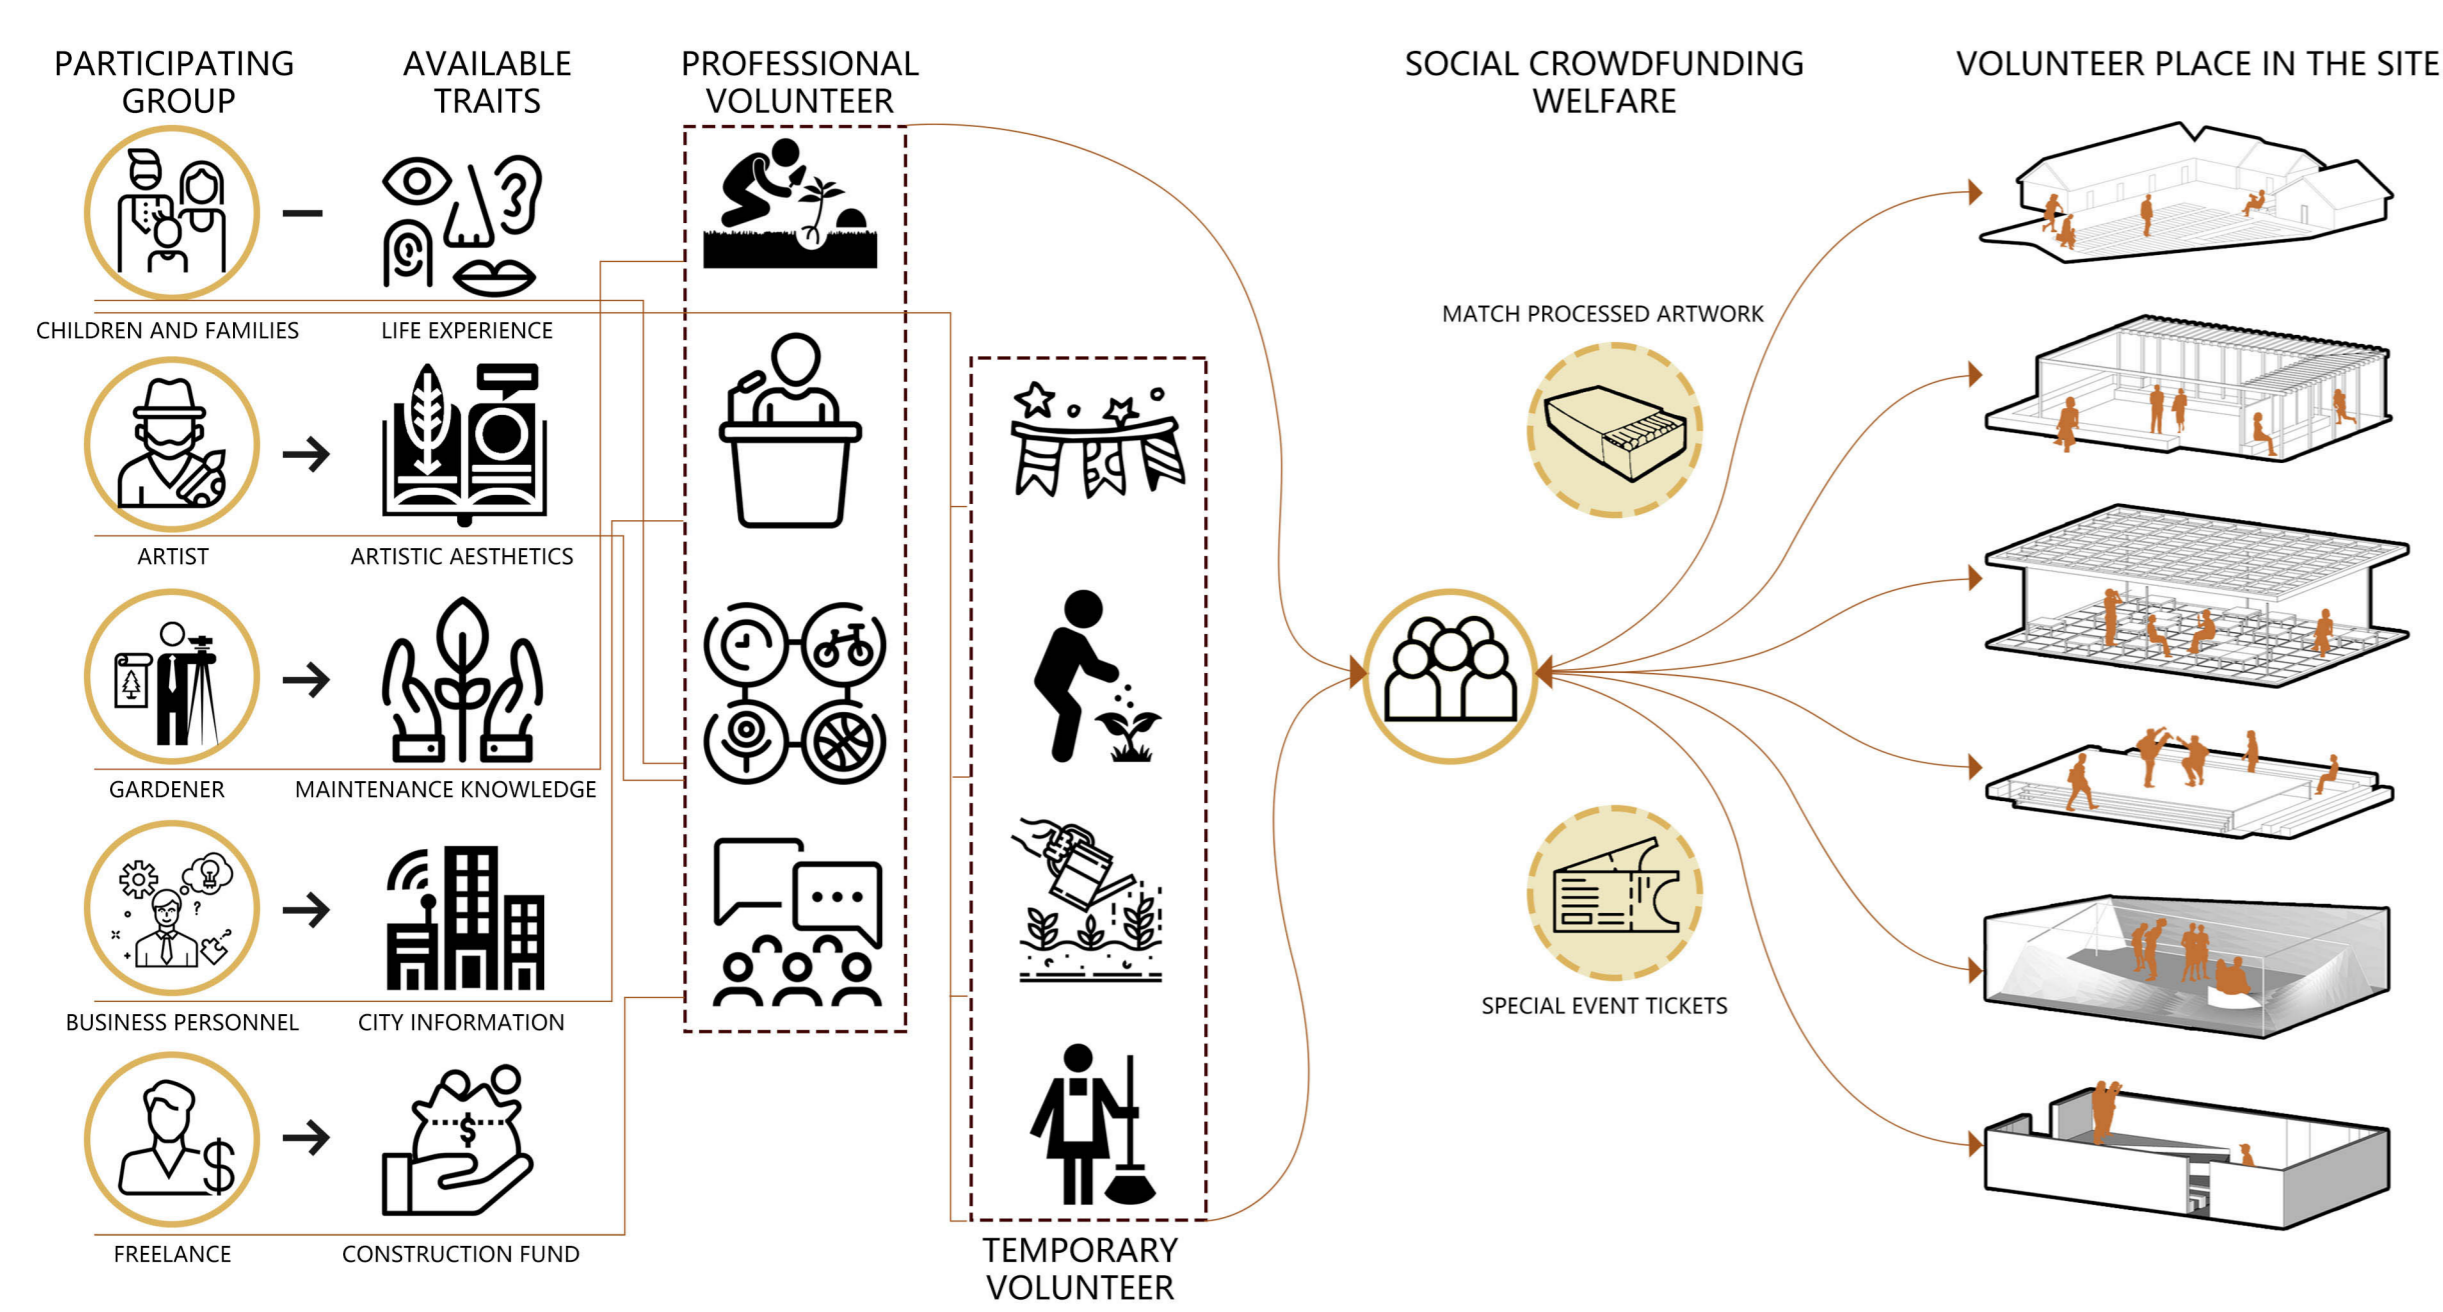 PARTICIPATING
GROUP
AVAILABLE
TRAITS
PROFESSIONAL
VOLUNTEER
SOCIAL CROWDFUNDING
WELFARE
VOLUNTEER PLACE IN THE SITE
CHILDREN AND FAMILIES
LIFE EXPERIENCE
MATCH PROCESSED ARTWORK
ARTIST
ARTISTIC AESTHETICS
GARDENER
MAINTENANCE KNOWLEDGE
BUSINESS PERSONNEL
CITY INFORMATION
SPECIAL EVENT TICKETS
FREELANCE
CONSTRUCTION FUND
TEMPORARY
VOLUNTEER